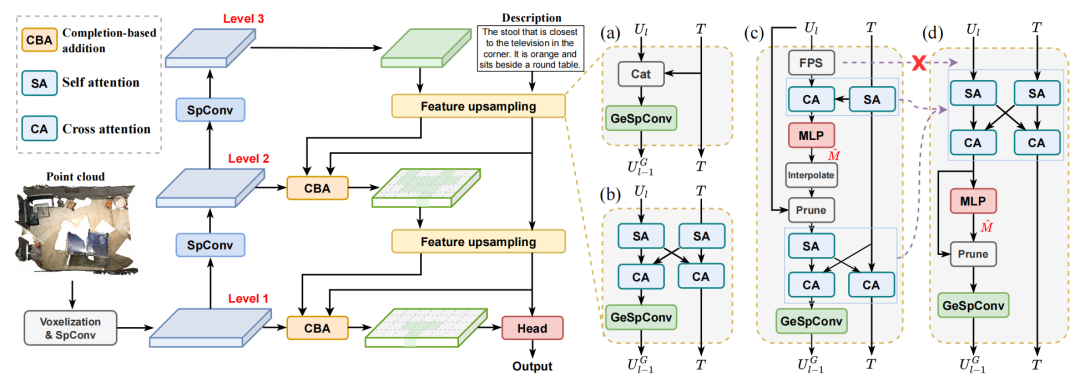 CBA
Completion-based
addition
SA
Self attention
CA
Cross attention
Point cloud
Voxelization
& SpConv
Level 3
SpConv
Level 2
SpConv
Level 1
Description
The stool that is closest
to the television in the
corner. It is orange and
sits beside a round table.
Feature upsampling
CBA
Feature upsampling
CBA
Head
Output
(a)
U_l
T
Cat
GeSpConv
U_{l-1}^G
T
(b)
U_l
T
SA
SA
CA
CA
GeSpConv
U_{l-1}^G
T
(c)
U_l
T
FPS
CA
SA
MLP
M̂
Interpolate
Prune
SA
CA
CA
GeSpConv
U_{l-1}^G
T
X
(d)
U_l
T
SA
SA
CA
CA
MLP
M̂
Prune
GeSpConv
U_{l-1}^G
T